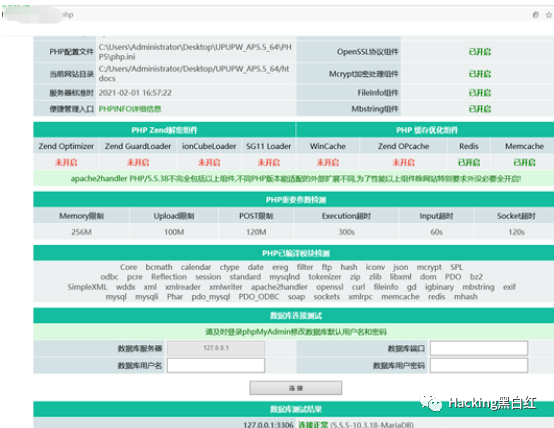 php
PHP配置文件 C:\Users\Administrator\Desktop\UPUPW_AP5.5_64\PHP5\php.ini OpenSSL协议组件 已开启
当前网站目录 C:/Users/Administrator/Desktop/UPUPW_AP5.5_64/htdocs Mcrypt加密处理组件 已开启
服务器标准时 2021-02-01 16:57:22 FileInfo组件 已开启
便捷管理入口 PHPINFO详细信息 Mbstring组件 已开启
PHP Zend解密组件 PHP 缓存优化组件
Zend Optimizer Zend GuardLoader ionCubeLoader SG11 Loader WinCache Zend OPcache Redis Memcache
未开启 未开启 未开启 未开启 未开启 未开启 已开启 已开启
apache2handler PHP/5.5.38不完全包括以上组件,不同PHP版本能适配的外部扩展不同,为了性能以上组件除网站特别要求外没必要全开启!
PHP重要参数检测
Memory限制 Upload限制 POST限制 Execution超时 Input超时 Socket超时
256M 100M 120M 300s 60s 120s
PHP已编译模块检测
Core bcmath calendar ctype date ereg filter ftp hash iconv json mcrypt SPL
odbc pcre Reflection session standard mysqlnd tokenizer zip zlib libxml dom PDO bz2
SimpleXML wddx xml xmlreader xmlwriter apache2handler openssl curl fileinfo gd igbinary mbstring exif
mysql mysqli Phar pdo_mysql PDO_ODBC soap sockets xmlrpc memcache redis mhash
数据库连接测试
请及时登录phpMyAdmin修改数据库默认用户名和密码
数据库服务器 127.0.0.1 数据库端口
数据库用户名 数据库用户密码
连 接
数据库测试结果
127.0.0.1:3306 连接正常 (5.5.5-10.3.18-MariaDB)
Hacking黑白红